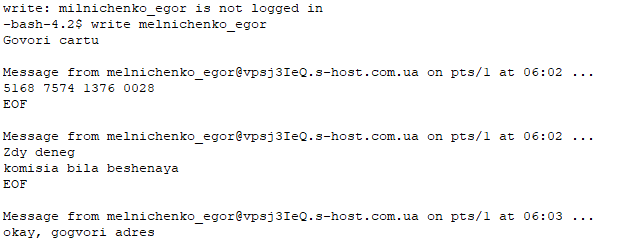 write: milnichenko_egor is not logged in
-bash-4.2$ write melnichenko_egor
Govori cartu
Message from melnichenko_egor@vpsj3IeQ.s-host.com.ua on pts/1 at 06:02 ...
5168 7574 1376 0028
EOF
Message from melnichenko_egor@vpsj3IeQ.s-host.com.ua on pts/1 at 06:02 ...
Zdy deneg
komisia bila beshenaya
EOF
Message from melnichenko_egor@vpsj3IeQ.s-host.com.ua on pts/1 at 06:03 ...
okay, gogvori adres